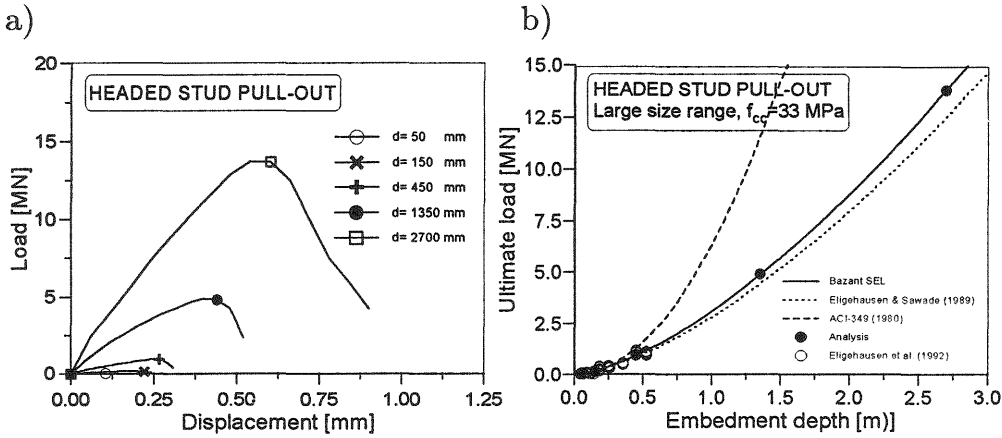 a)
20
15
10
5
0
0.00
0.25
0.50
0.75
1.00
1.25
Load [MN]
Displacement [mm]
HEADED STUD PULL-OUT
d= 50 mm
d= 150 mm
d= 450 mm
d= 1350 mm
d= 2700 mm
b)
15.0
12.5
10.0
7.5
5.0
2.5
0.0
0.0
0.5
1.0
1.5
2.0
2.5
3.0
Ultimate load [MN]
Embedment depth [m)]
HEADED STUD PULL-OUT
Large size range, fcc=33 MPa
Bazant SEL
Eligehausen & Sawade (1989)
ACI-349 (1980)
Analysis
Eligehausen et al. (1992)